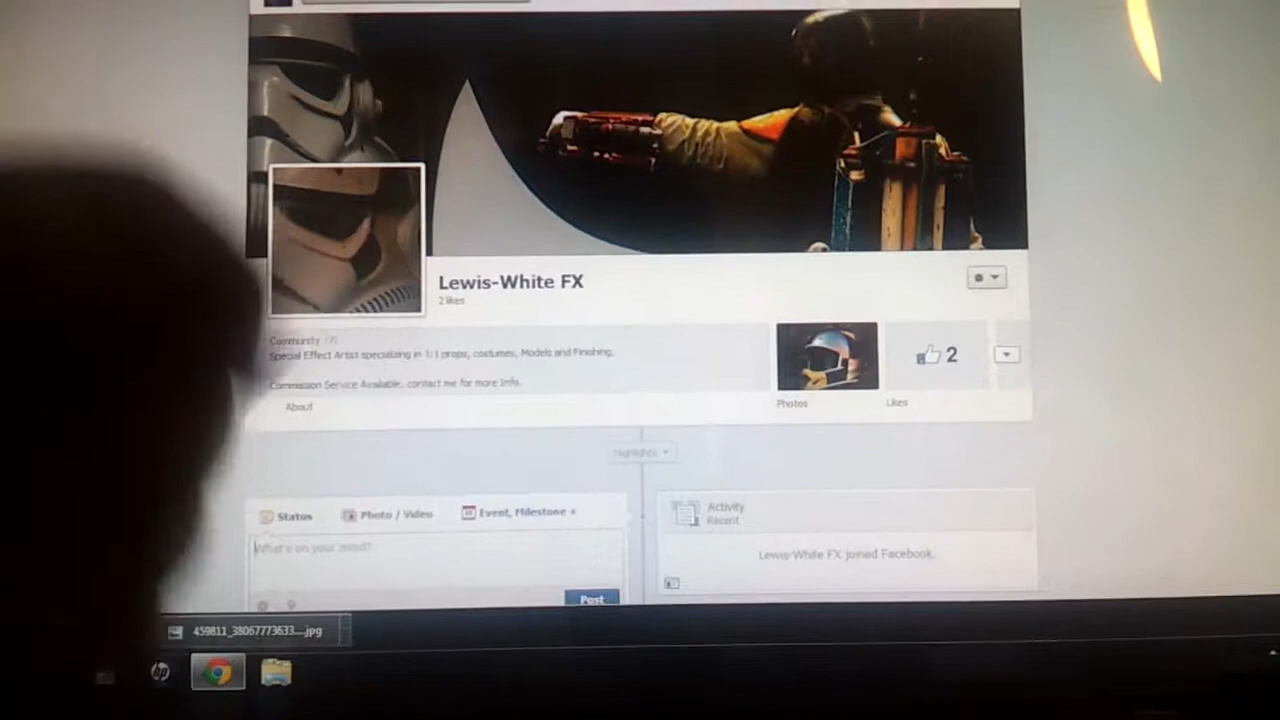 Lewis-White FX
2 likes
Community [?]
Special Effect Artist specializing in 1:1 props, costumes, Models and Finishing.
Commission Service Available, contact me for more Info.
About
2
Photos
Likes
Highlights
Status
Photo / Video
Event, Milestone +
What's on your mind?
Post
Activity
Recent
Lewis-White FX joined Facebook.
459811_38067773633....jpg
hp